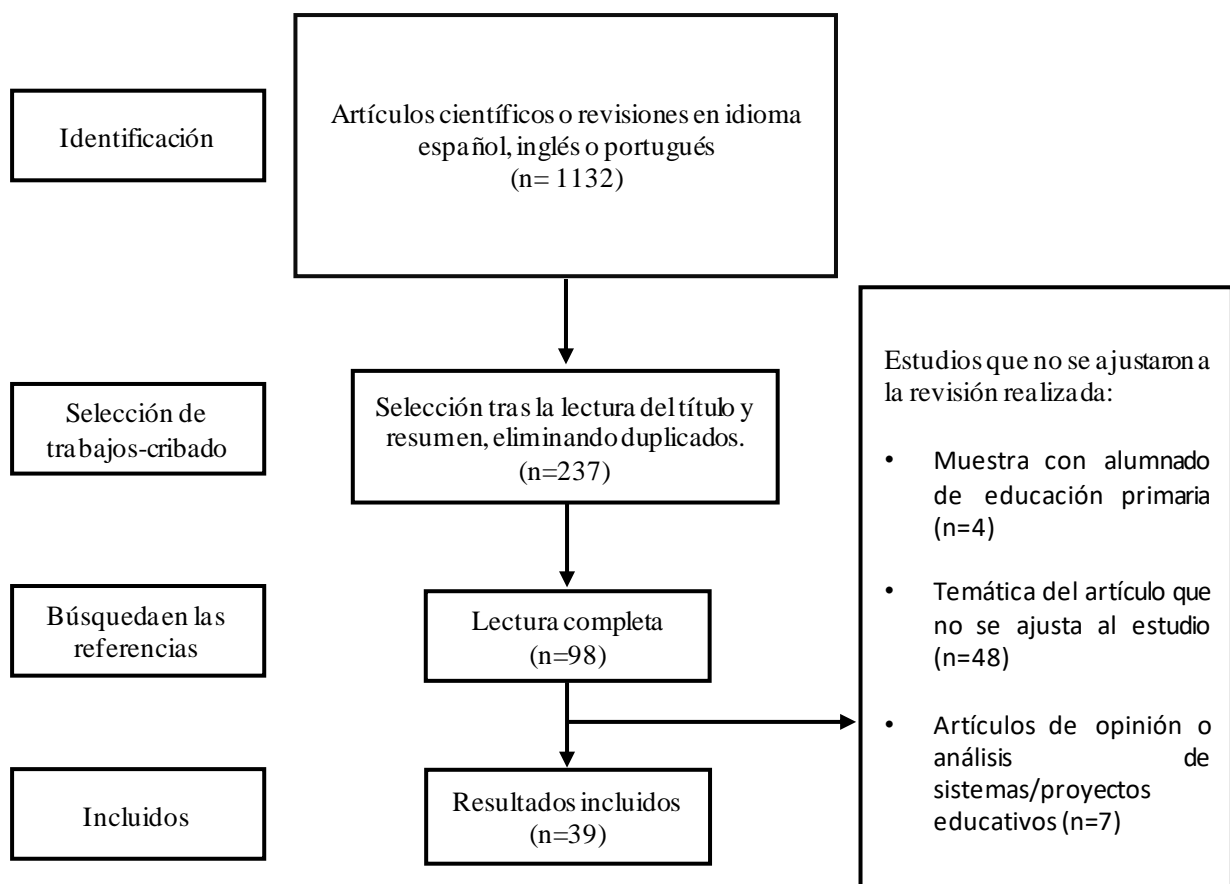 Identificación
Artículos científicos o revisiones en idioma
español, inglés o portugués
(n= 1132)
Selección de
trabajos-cribado
Selección tras la lectura del título y
resumen, eliminando duplicados.
(n=237)
Búsqueda en las
referencias
Lectura completa
(n=98)
Incluidos
Resultados incluidos
(n=39)
Estudios que no se ajustaron a
la revisión realizada:
• Muestra con alumnado
de educación primaria
(n=4)
• Temática del artículo que
no se ajusta al estudio
(n=48)
• Artículos de opinión o
análisis de
sistemas/proyectos
educativos (n=7)